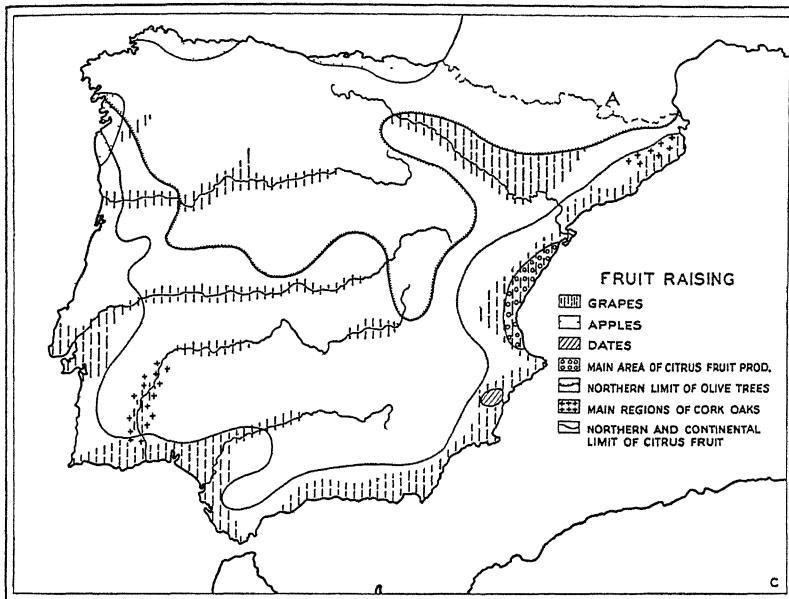 A
FRUIT RAISING
GRAPES
APPLES
DATES
MAIN AREA OF CITRUS FRUIT PROD.
NORTHERN LIMIT OF OLIVE TREES
MAIN REGIONS OF CORK OAKS
NORTHERN AND CONTINENTAL
LIMIT OF CITRUS FRUIT
C